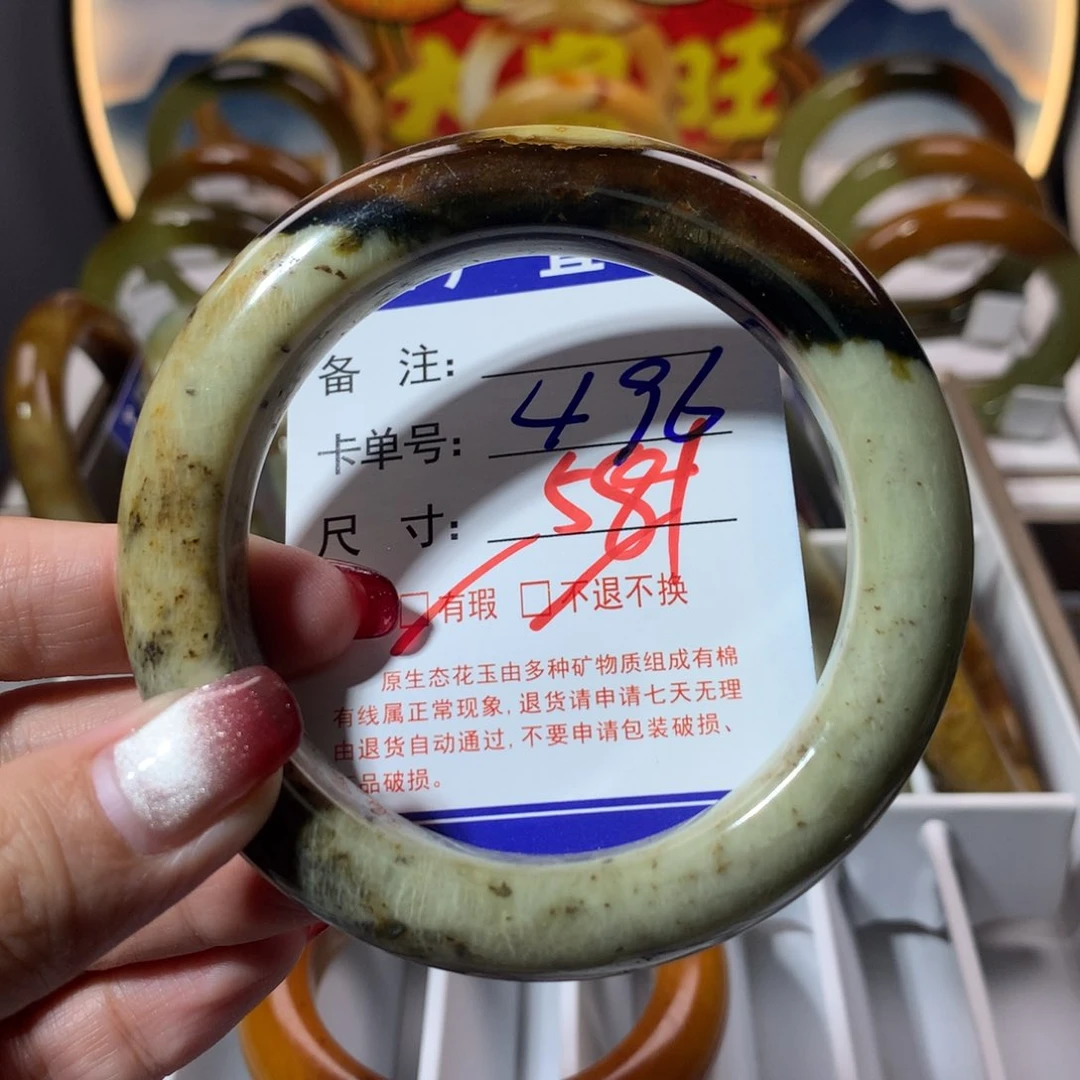 大 旺
宜
备 注:
496
卡单号:
581
尺 寸:
□有瑕 □不退不换
原生态花玉由多种矿物质组成有棉
有线属正常现象,退货请申请七天无理
由退货自动通过,不要申请包装破损、
品破损。